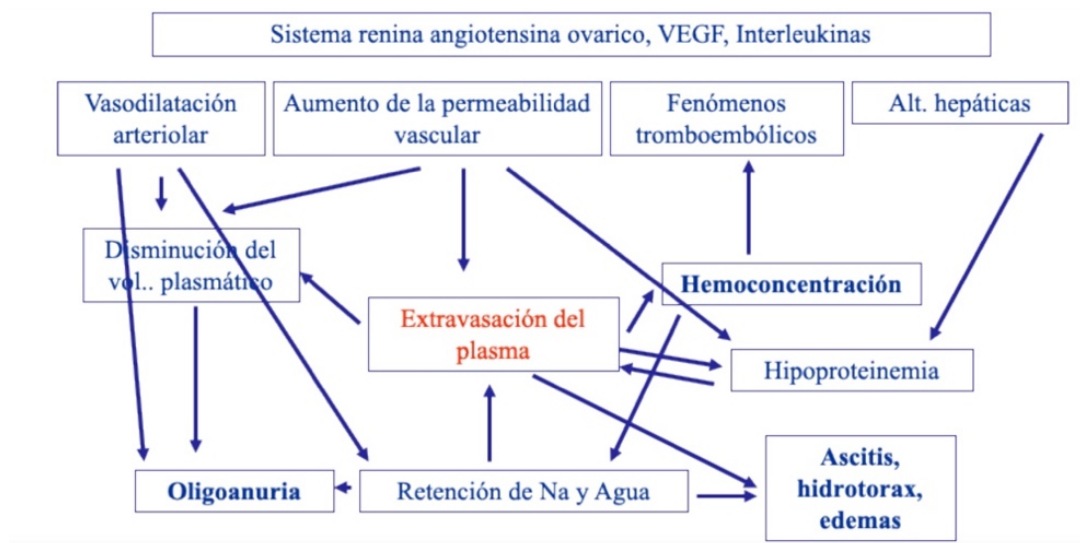 Sistema renina angiotensina ovarico, VEGF, Interleukinas
Vasodilatación
arteriolar
Aumento de la permeabilidad
vascular
Fenómenos
tromboembólicos
Alt. hepáticas
Disminución del
vol.. plasmático
Hemoconcentración
Extravasación del
plasma
Hipoproteinemia
Oligoanuria
Retención de Na y Agua
Ascitis,
hidrotorax,
edemas